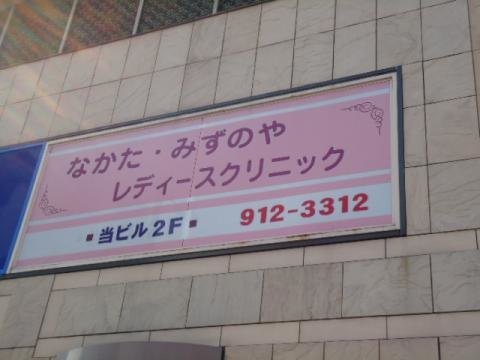 なかた・みずのや
レディースクリニック
■当ビル2F■ 912-3312